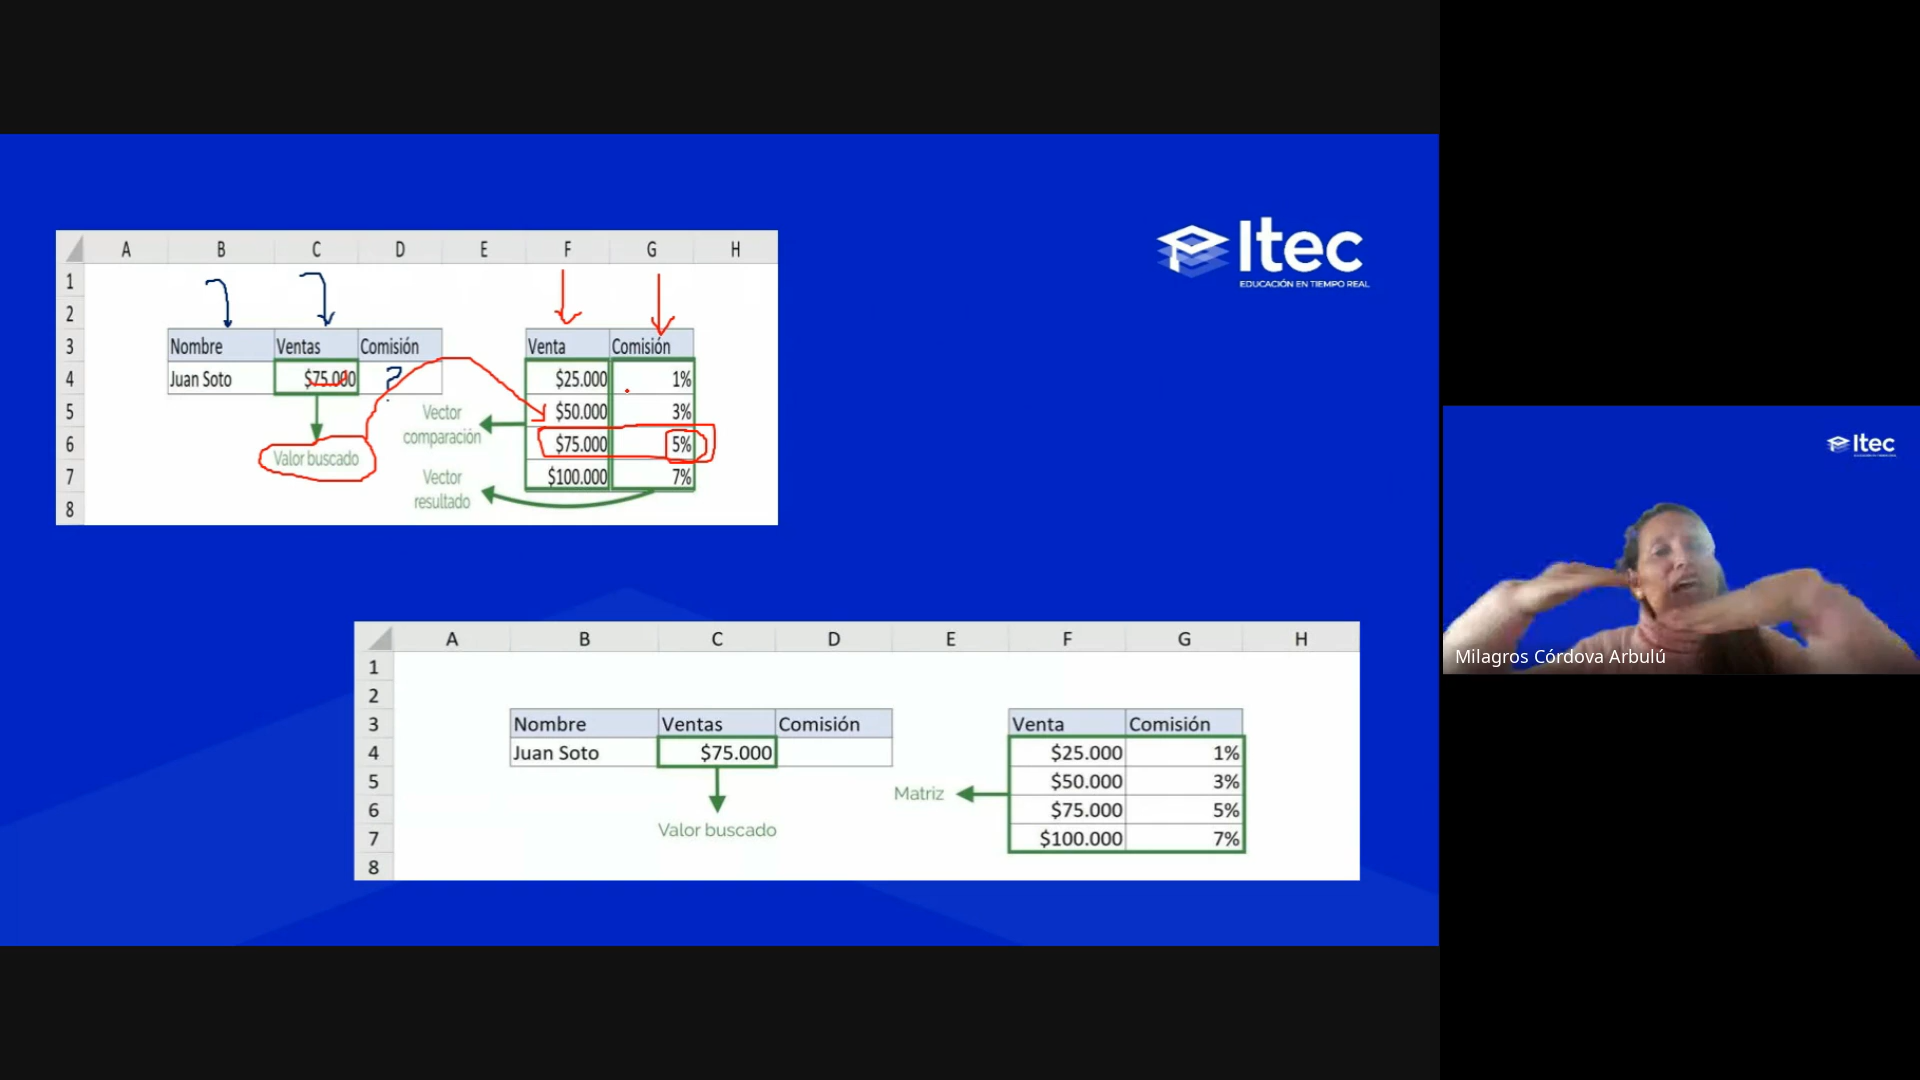 Itec
EDUCACIÓN EN TIEMPO REAL
A B C D E F G H
1
2
3 Nombre Ventas Comisión Venta Comisión
4 Juan Soto $75.000 ? $25.000 1%
5 Vector comparación $50.000 3%
6 Valor buscado $75.000 5%
7 Vector resultado $100.000 7%
8
Itec
Milagros Córdova Arbulú
A B C D E F G H
1
2
3 Nombre Ventas Comisión Venta Comisión
4 Juan Soto $75.000 $25.000 1%
5 Matriz $50.000 3%
6 $75.000 5%
Valor buscado
7 $100.000 7%
8